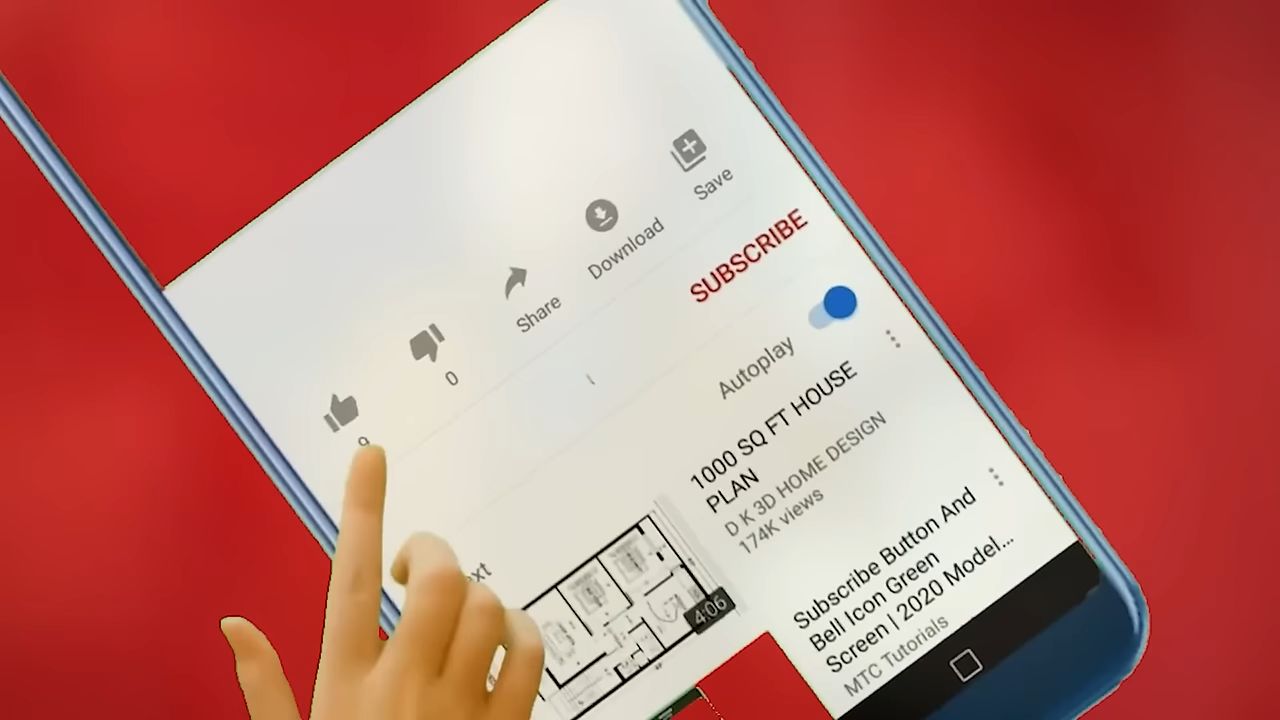 Save
Download
Share
0
9
SUBSCRIBE
Autoplay
1000 SQ FT HOUSE
PLAN
D K 3D HOME DESIGN
174K views
4:06
Subscribe Button And
Bell Icon Green
Screen | 2020 Model...
MTC Tutorials